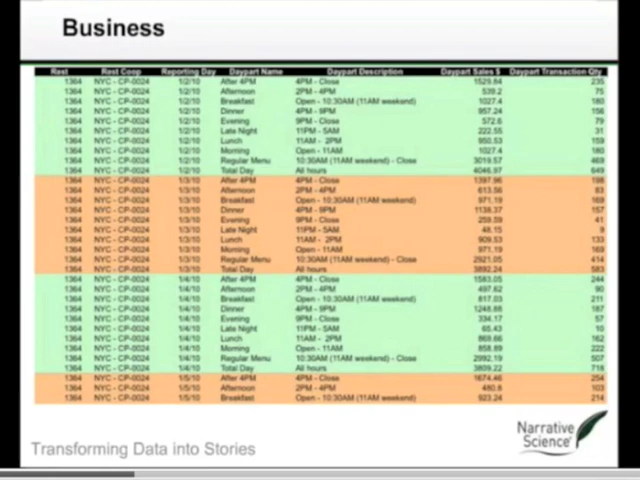 Business
Rest Rest Coop Reporting Day Daypart Name Daypart Description Daypart Sales $ Daypart Transaction Qty
1364 NYC - CP-0024 1/2/10 After 4PM 4PM - Close 1529.84 235
1364 NYC - CP-0024 1/2/10 Afternoon 2PM - 4PM 539.2 75
1364 NYC - CP-0024 1/2/10 Breakfast Open - 10:30AM (11AM weekend) 1027.4 180
1364 NYC - CP-0024 1/2/10 Dinner 4PM - 9PM 957.24 156
1364 NYC - CP-0024 1/2/10 Evening 9PM - Close 572.6 79
1364 NYC - CP-0024 1/2/10 Late Night 11PM - 5AM 222.55 31
1364 NYC - CP-0024 1/2/10 Lunch 11AM - 2PM 950.53 159
1364 NYC - CP-0024 1/2/10 Morning Open - 11AM 1027.4 180
1364 NYC - CP-0024 1/2/10 Regular Menu 10:30AM (11AM weekend) - Close 3019.57 469
1364 NYC - CP-0024 1/2/10 Total Day All hours 4046.97 649
1364 NYC - CP-0024 1/3/10 After 4PM 4PM - Close 1397.96 198
1364 NYC - CP-0024 1/3/10 Afternoon 2PM - 4PM 613.56 83
1364 NYC - CP-0024 1/3/10 Breakfast Open - 10:30AM (11AM weekend) 971.19 169
1364 NYC - CP-0024 1/3/10 Dinner 4PM - 9PM 1138.37 157
1364 NYC - CP-0024 1/3/10 Evening 9PM - Close 259.59 41
1364 NYC - CP-0024 1/3/10 Late Night 11PM - 5AM 48.15 9
1364 NYC - CP-0024 1/3/10 Lunch 11AM - 2PM 909.53 133
1364 NYC - CP-0024 1/3/10 Morning Open - 11AM 971.19 169
1364 NYC - CP-0024 1/3/10 Regular Menu 10:30AM (11AM weekend) - Close 2921.05 414
1364 NYC - CP-0024 1/3/10 Total Day All hours 3892.24 583
1364 NYC - CP-0024 1/4/10 After 4PM 4PM - Close 1583.05 244
1364 NYC - CP-0024 1/4/10 Afternoon 2PM - 4PM 497.62 90
1364 NYC - CP-0024 1/4/10 Breakfast Open - 10:30AM (11AM weekend) 817.03 211
1364 NYC - CP-0024 1/4/10 Dinner 4PM - 9PM 1248.88 187
1364 NYC - CP-0024 1/4/10 Evening 9PM - Close 334.17 57
1364 NYC - CP-0024 1/4/10 Late Night 11PM - 5AM 65.43 10
1364 NYC - CP-0024 1/4/10 Lunch 11AM - 2PM 869.66 162
1364 NYC - CP-0024 1/4/10 Morning Open - 11AM 858.89 222
1364 NYC - CP-0024 1/4/10 Regular Menu 10:30AM (11AM weekend) - Close 2992.19 507
1364 NYC - CP-0024 1/4/10 Total Day All hours 3809.22 718
1364 NYC - CP-0024 1/5/10 After 4PM 4PM - Close 1674.46 254
1364 NYC - CP-0024 1/5/10 Afternoon 2PM - 4PM 480.8 103
1364 NYC - CP-0024 1/5/10 Breakfast Open - 10:30AM (11AM weekend) 923.24 214
Narrative
Science
Transforming Data into Stories